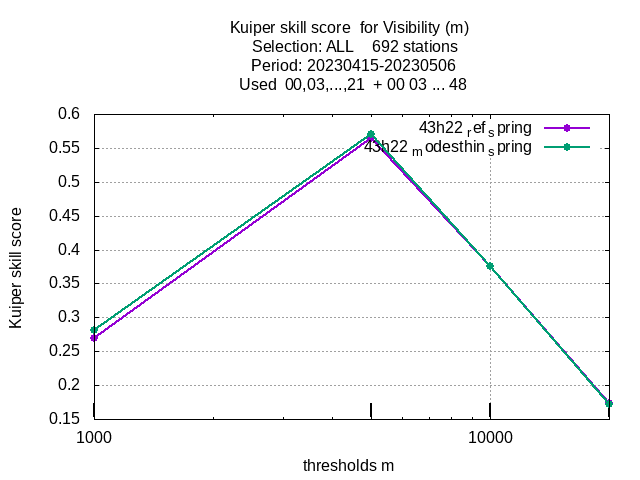 Kuiper skill score for Visibility (m)
Selection: ALL 692 stations
Period: 20230415-20230506
Used 00,03,...,21 + 00 03 ... 48
43h22 ref spring
43h22 modesthin spring
0.6
0.55
0.5
0.45
0.4
0.35
0.3
0.25
0.2
0.15
Kuiper skill score
1000
10000
thresholds m